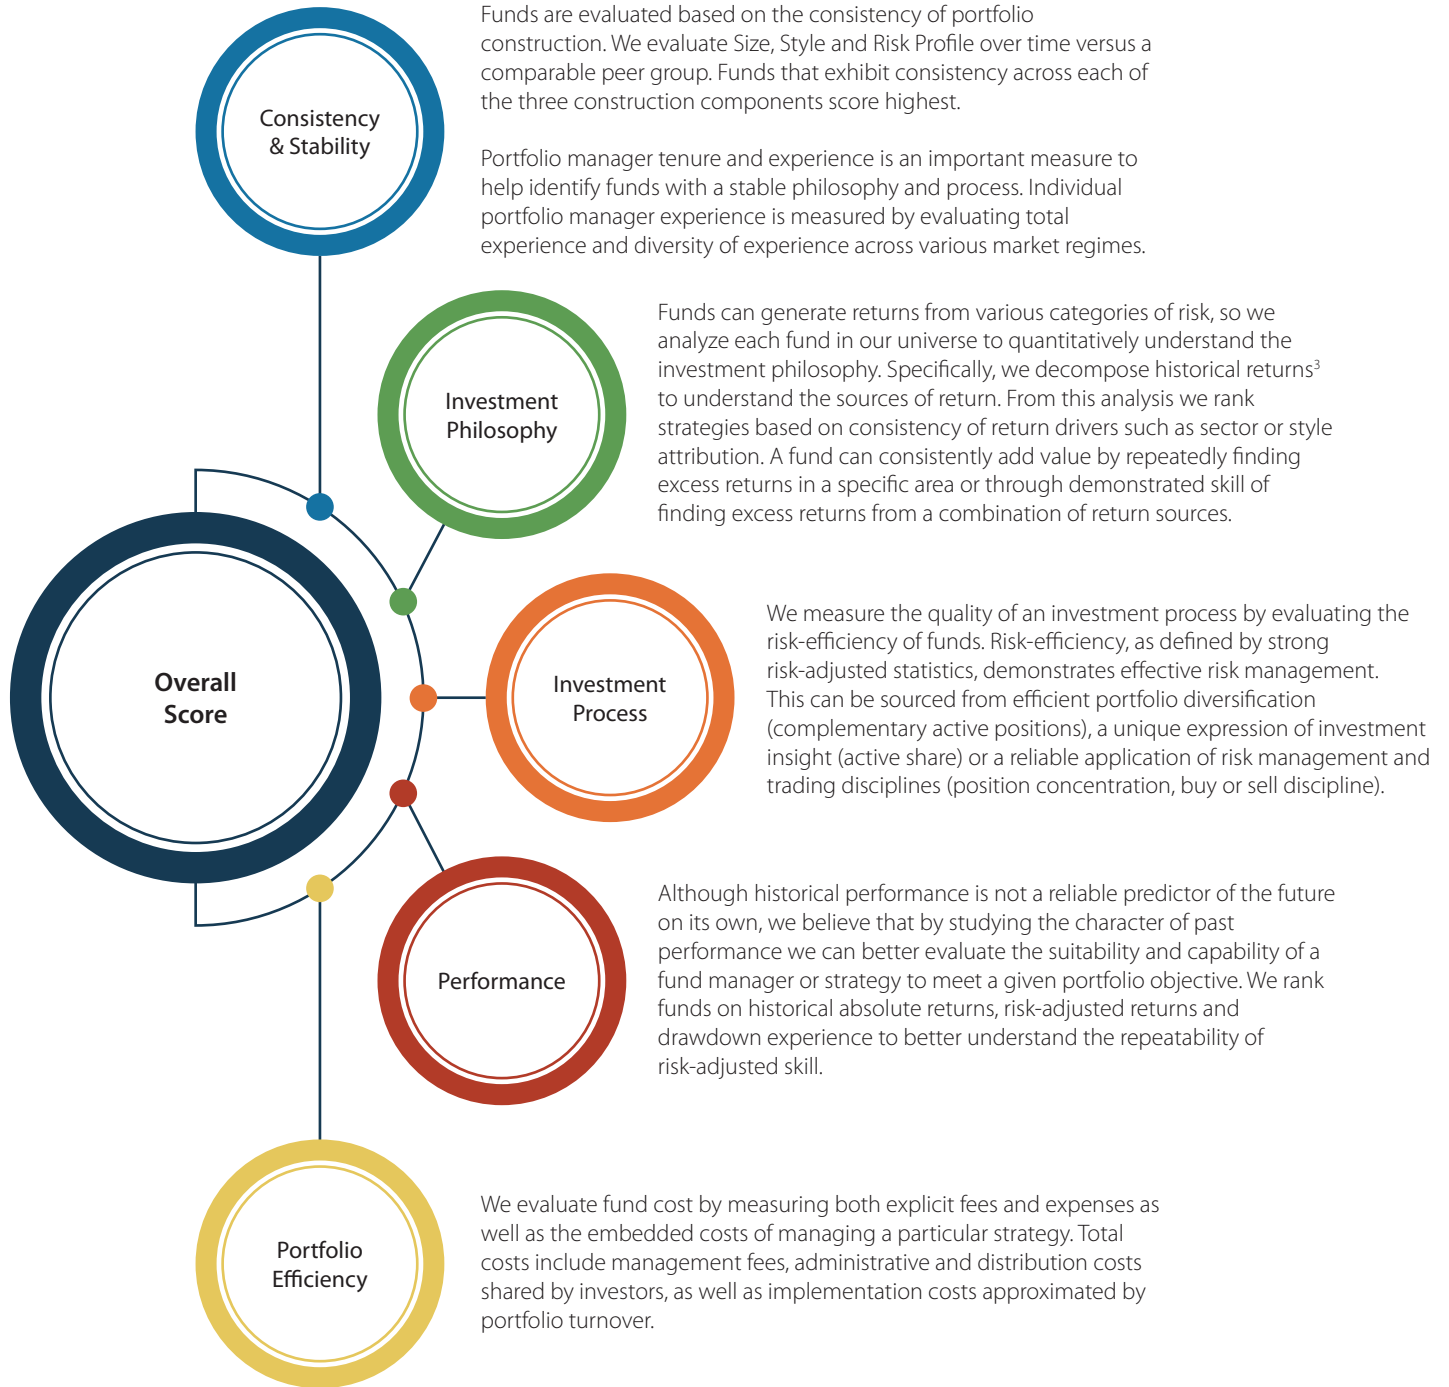 Funds are evaluated based on the consistency of portfolio
construction. We evaluate Size, Style and Risk Profile over time versus a
comparable peer group. Funds that exhibit consistency across each of
the three construction components score highest.
Consistency
& Stability
Portfolio manager tenure and experience is an important measure to
help identify funds with a stable philosophy and process. Individual
portfolio manager experience is measured by evaluating total
experience and diversity of experience across various market regimes.
Investment
Philosophy
Funds can generate returns from various categories of risk, so we
analyze each fund in our universe to quantitatively understand the
investment philosophy. Specifically, we decompose historical returns³
to understand the sources of return. From this analysis we rank
strategies based on consistency of return drivers such as sector or style
attribution. A fund can consistently add value by repeatedly finding
excess returns in a specific area or through demonstrated skill of
finding excess returns from a combination of return sources.
Overall
Score
Investment
Process
We measure the quality of an investment process by evaluating the
risk-efficiency of funds. Risk-efficiency, as defined by strong
risk-adjusted statistics, demonstrates effective risk management.
This can be sourced from efficient portfolio diversification
(complementary active positions), a unique expression of investment
insight (active share) or a reliable application of risk management and
trading disciplines (position concentration, buy or sell discipline).
Performance
Although historical performance is not a reliable predictor of the future
on its own, we believe that by studying the character of past
performance we can better evaluate the suitability and capability of a
fund manager or strategy to meet a given portfolio objective. We rank
funds on historical absolute returns, risk-adjusted returns and
drawdown experience to better understand the repeatability of
risk-adjusted skill.
Portfolio
Efficiency
We evaluate fund cost by measuring both explicit fees and expenses as
well as the embedded costs of managing a particular strategy. Total
costs include management fees, administrative and distribution costs
shared by investors, as well as implementation costs approximated by
portfolio turnover.